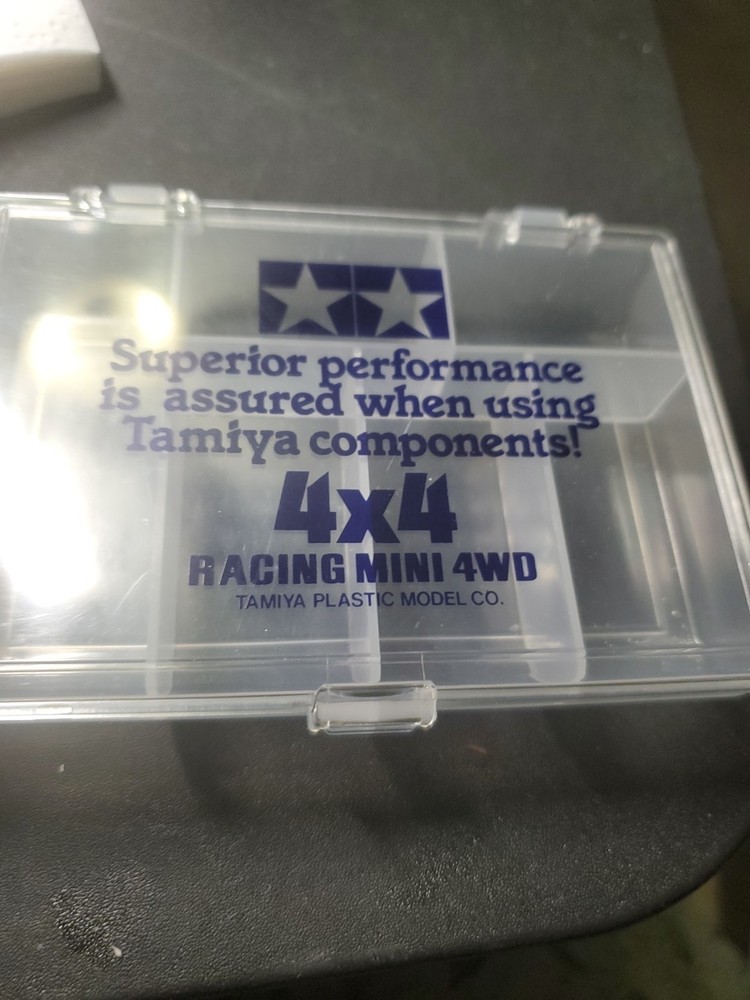 Superior performance
is assured when using
Tamiya components!
4x4
RACING MINI 4WD
TAMIYA PLASTIC MODEL CO.